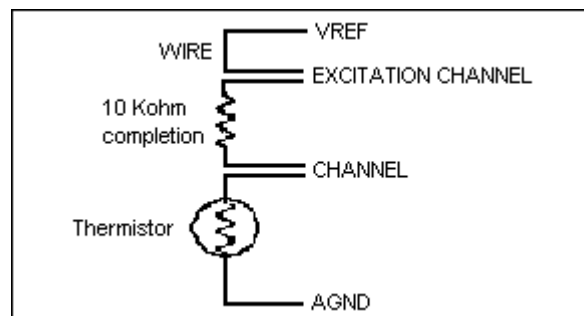 VREF
WIRE
EXCITATION CHANNEL
10 Kohm
completion
CHANNEL
Thermistor
AGND